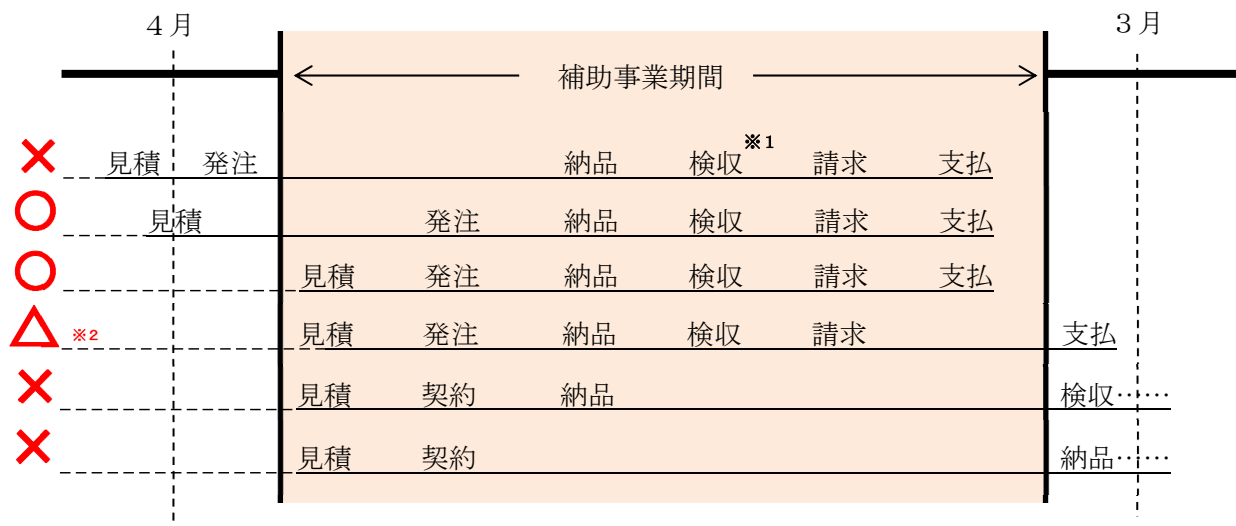 ４月 ３月
補助事業期間
× 見積 発注 納品 検収※１ 請求 支払
○ 見積 発注 納品 検収 請求 支払
○ 見積 発注 納品 検収 請求 支払
△ ※２ 見積 発注 納品 検収 請求 支払
× 見積 契約 納品 検収……
× 見積 契約 納品……